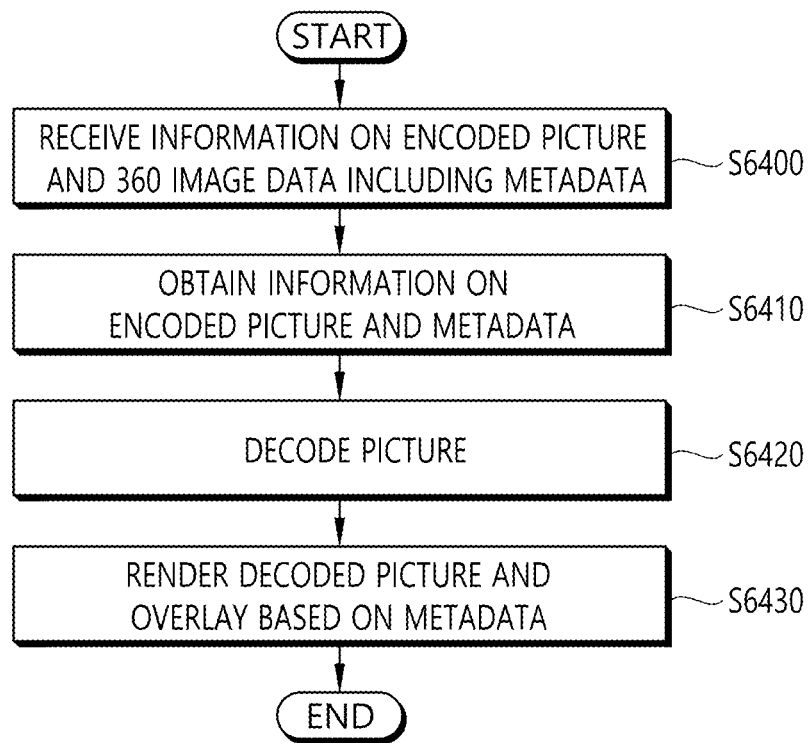 START
RECEIVE INFORMATION ON ENCODED PICTURE
AND 360 IMAGE DATA INCLUDING METADATA
S6400
OBTAIN INFORMATION ON
ENCODED PICTURE AND METADATA
S6410
DECODE PICTURE
S6420
RENDER DECODED PICTURE AND
OVERLAY BASED ON METADATA
S6430
END